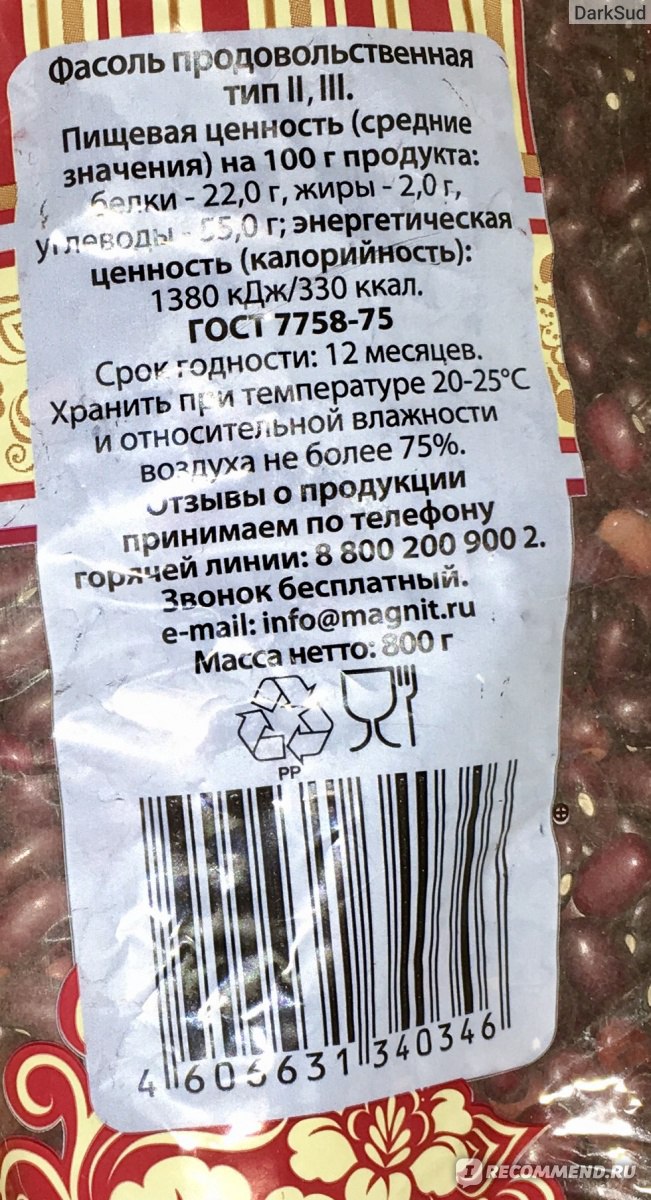 DarkSud
Фасоль продовольственная
тип II, III.
Пищевая ценность (средние
значения) на 100 г продукта:
белки - 22,0 г, жиры - 2,0 г,
углеводы - 55,0 г; энергетическая
ценность (калорийность):
1380 кДж/330 ккал.
ГОСТ 7758-75
Срок годности: 12 месяцев.
Хранить при температуре 20-25°C
и относительной влажности
воздуха не более 75%.
Отзывы о продукции
принимаем по телефону
горячей линии: 8 800 200 900 2.
Звонок бесплатный.
e-mail: info@magnit.ru
Масса нетто: 800 г
PP
4 606631 340346
IRECOMMEND.RU